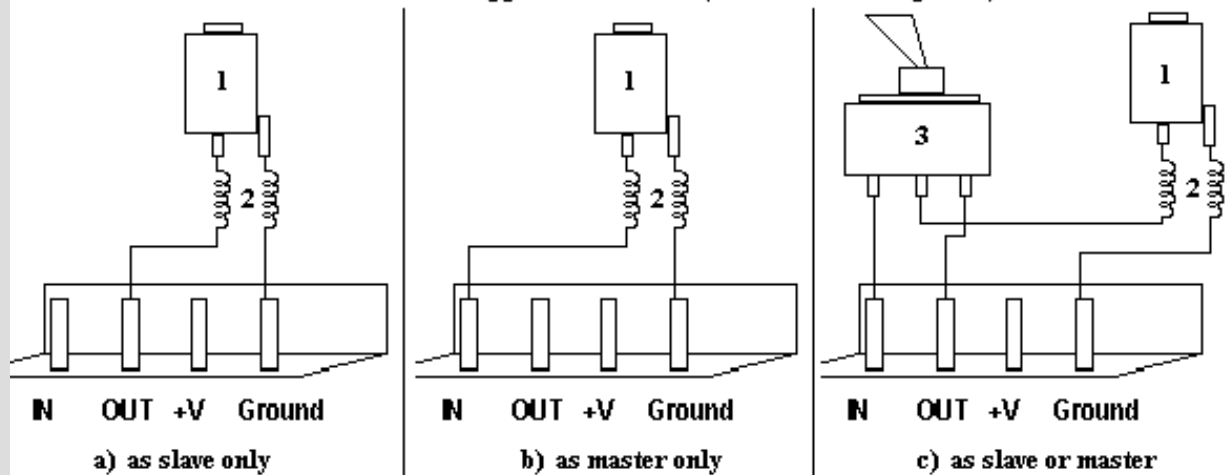 1
2
IN OUT +V Ground
a) as slave only
1
2
IN OUT +V Ground
b) as master only
3
1
2
IN OUT +V Ground
c) as slave or master